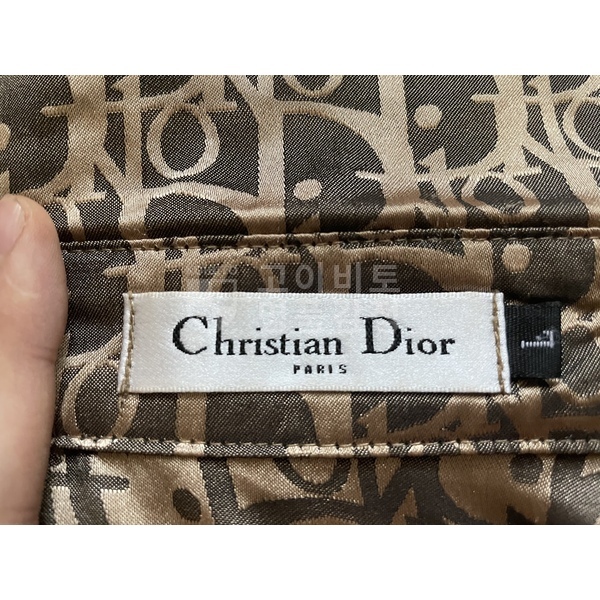 고이비토
Christian Dior
PARIS
L